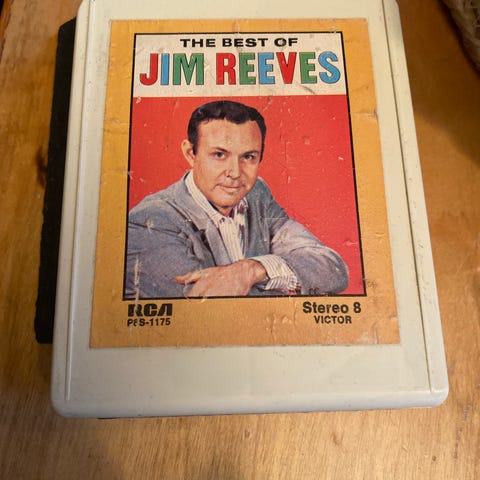 THE BEST OF
JIM REEVES
RCA
P8S-1175
Stereo 8
VICTOR